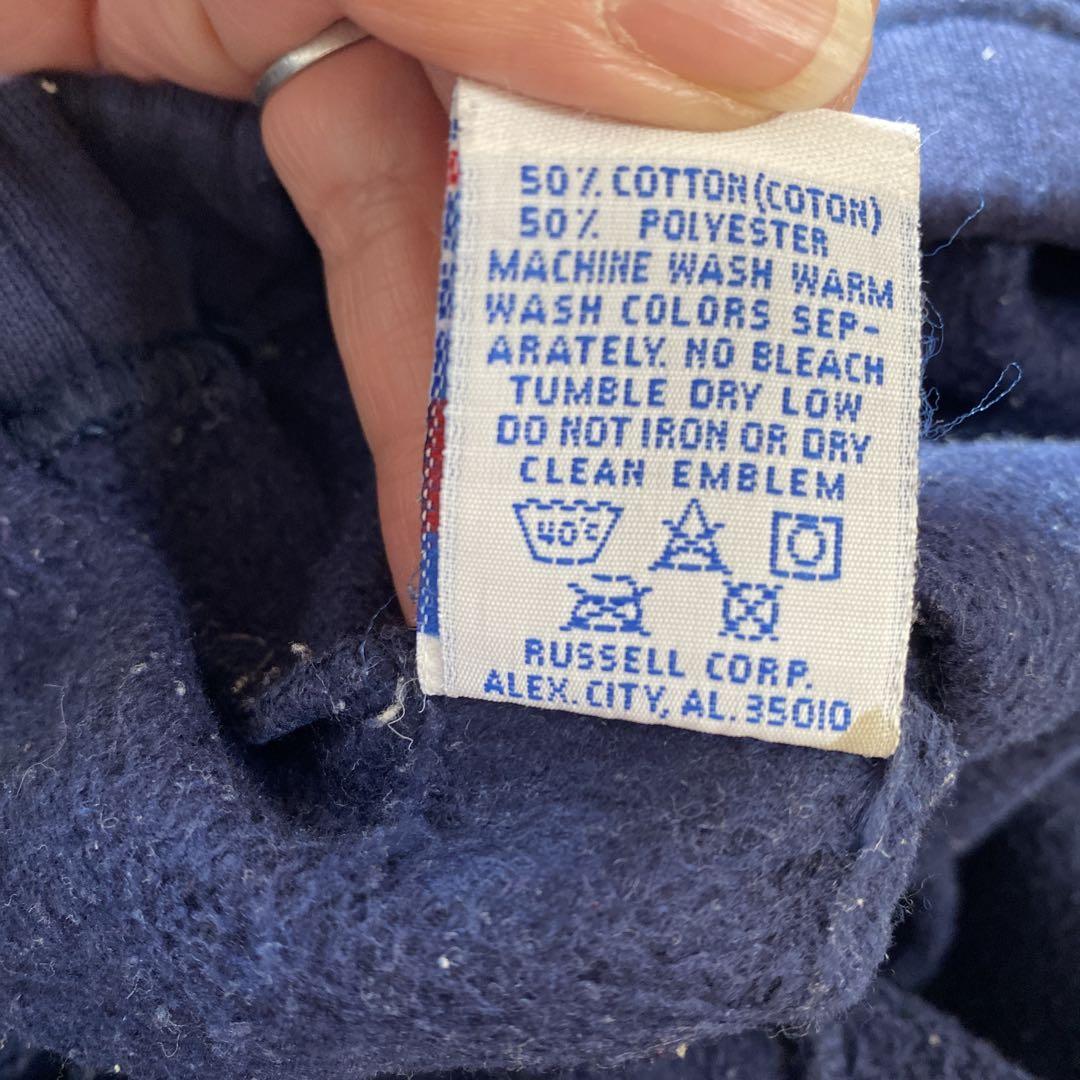 50% COTTON (COTON)
50% POLYESTER
MACHINE WASH WARM
WASH COLORS SEP-
ARATELY. NO BLEACH
TUMBLE DRY LOW
DO NOT IRON OR DRY
CLEAN EMBLEM
40°C
RUSSELL CORP.
ALEX. CITY, AL. 35010